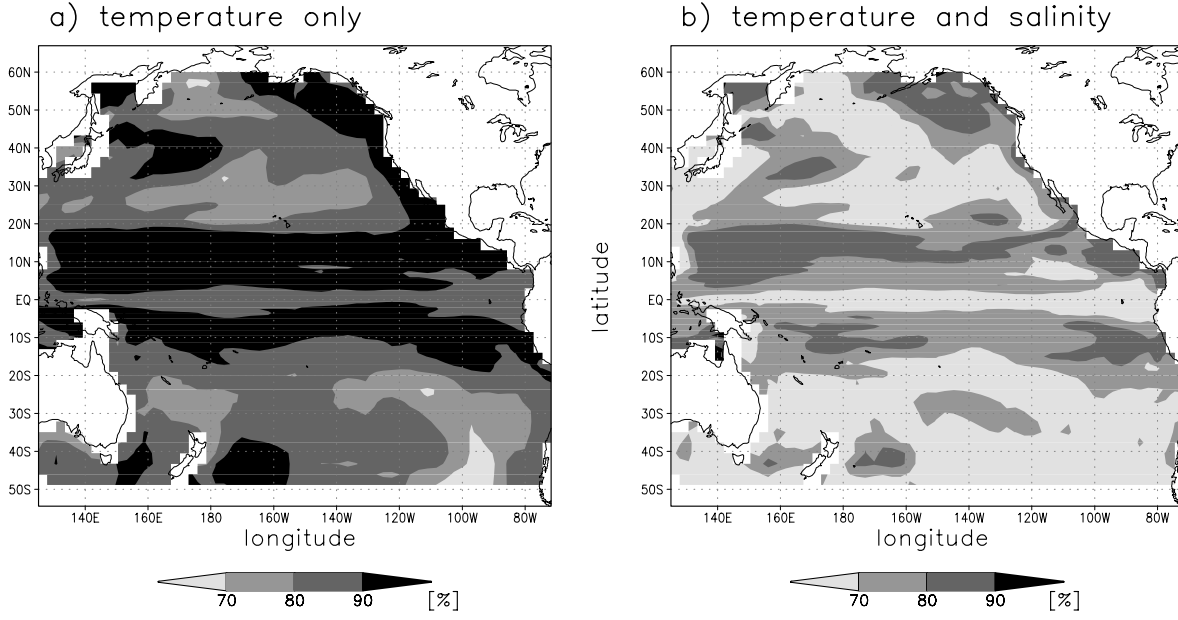 a) temperature only
60N
50N
40N
30N
20N
10N
EQ
10S
20S
30S
40S
50S
140E 160E 180 160W 140W 120W 100W 80W
longitude
70 80 90 [%]
b) temperature and salinity
latitude
60N
50N
40N
30N
20N
10N
EQ
10S
20S
30S
40S
50S
140E 160E 180 160W 140W 120W 100W 80W
longitude
70 80 90 [%]